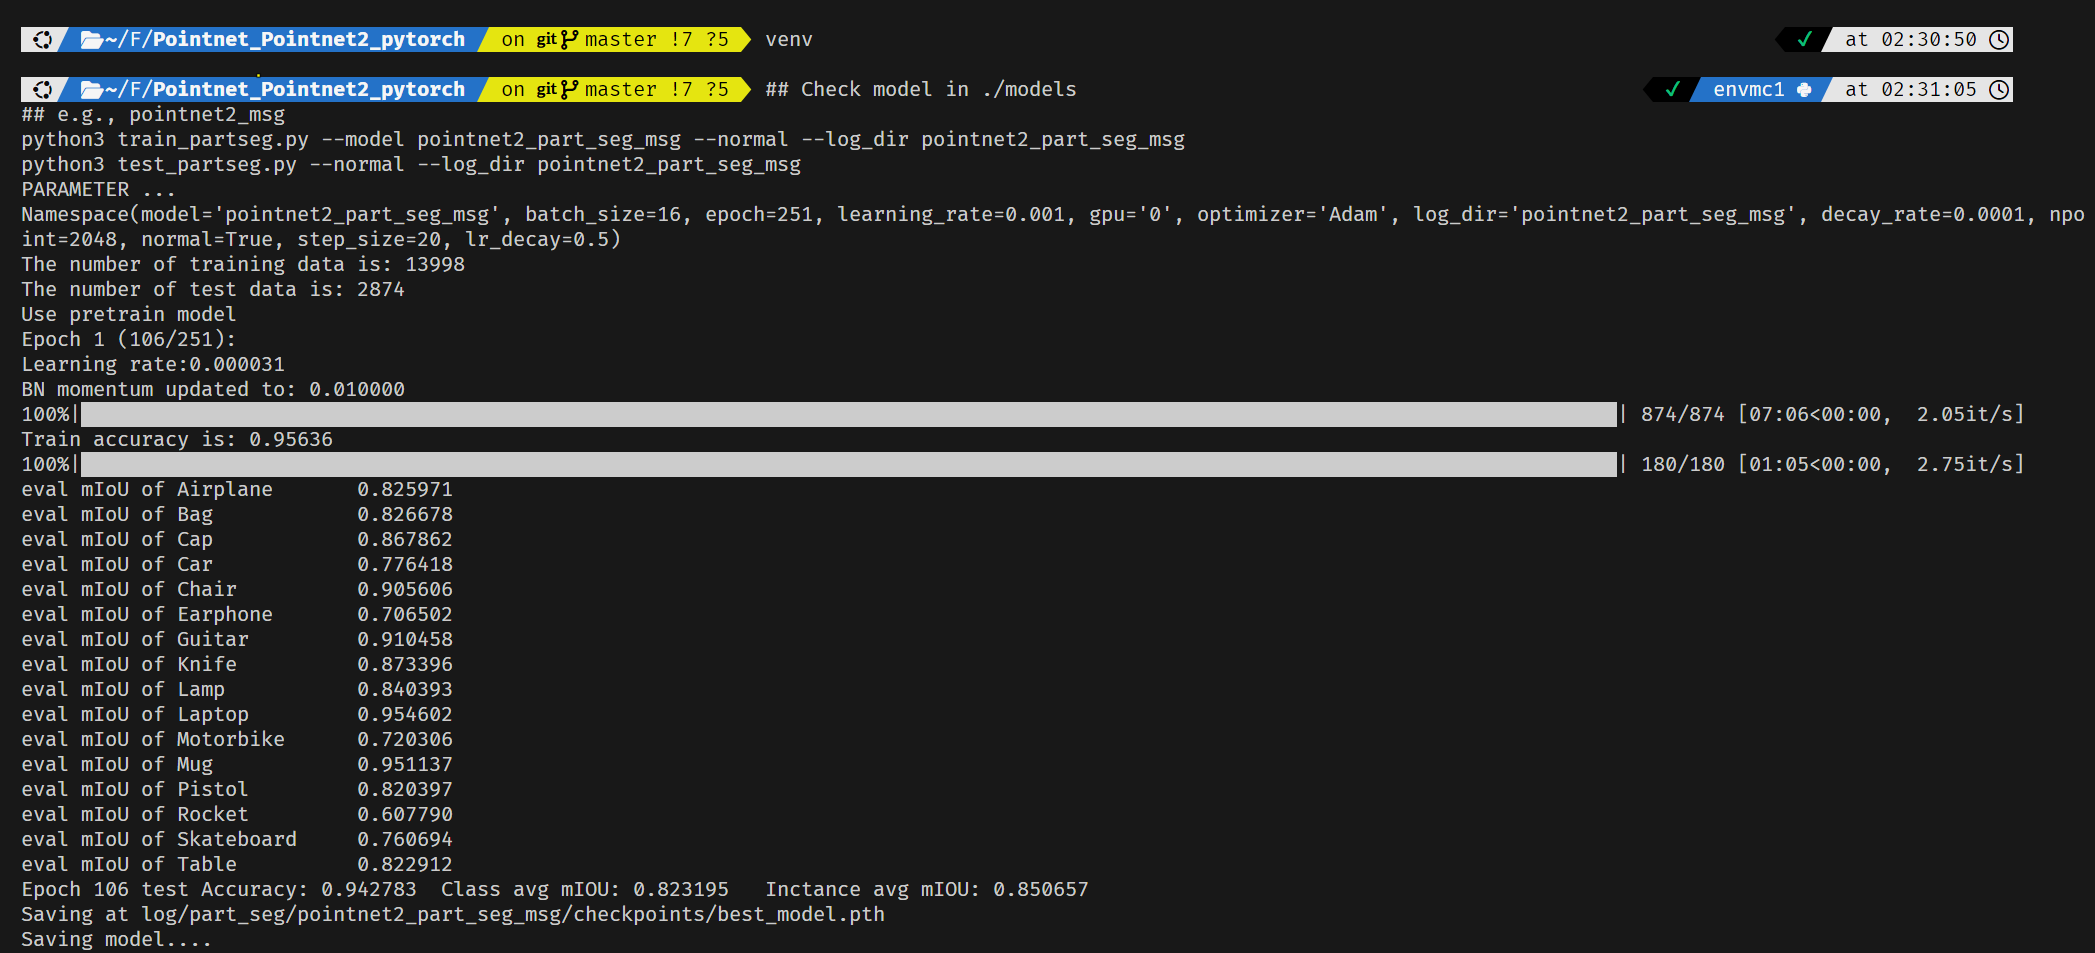 ~/F/Pointnet_Pointnet2_pytorch on git master !7 ?5 venv ✓ at 02:30:50
~/F/Pointnet_Pointnet2_pytorch on git master !7 ?5 ## Check model in ./models ✓ envmc1 at 02:31:05
## e.g., pointnet2_msg
python3 train_partseg.py --model pointnet2_part_seg_msg --normal --log_dir pointnet2_part_seg_msg
python3 test_partseg.py --normal --log_dir pointnet2_part_seg_msg
PARAMETER ...
Namespace(model='pointnet2_part_seg_msg', batch_size=16, epoch=251, learning_rate=0.001, gpu='0', optimizer='Adam', log_dir='pointnet2_part_seg_msg', decay_rate=0.0001, npo
int=2048, normal=True, step_size=20, lr_decay=0.5)
The number of training data is: 13998
The number of test data is: 2874
Use pretrain model
Epoch 1 (106/251):
Learning rate:0.000031
BN momentum updated to: 0.010000
100%| | 874/874 [07:06<00:00, 2.05it/s]
Train accuracy is: 0.95636
100%| | 180/180 [01:05<00:00, 2.75it/s]
eval mIoU of Airplane 0.825971
eval mIoU of Bag 0.826678
eval mIoU of Cap 0.867862
eval mIoU of Car 0.776418
eval mIoU of Chair 0.905606
eval mIoU of Earphone 0.706502
eval mIoU of Guitar 0.910458
eval mIoU of Knife 0.873396
eval mIoU of Lamp 0.840393
eval mIoU of Laptop 0.954602
eval mIoU of Motorbike 0.720306
eval mIoU of Mug 0.951137
eval mIoU of Pistol 0.820397
eval mIoU of Rocket 0.607790
eval mIoU of Skateboard 0.760694
eval mIoU of Table 0.822912
Epoch 106 test Accuracy: 0.942783 Class avg mIOU: 0.823195 Inctance avg mIOU: 0.850657
Saving at log/part_seg/pointnet2_part_seg_msg/checkpoints/best_model.pth
Saving model....